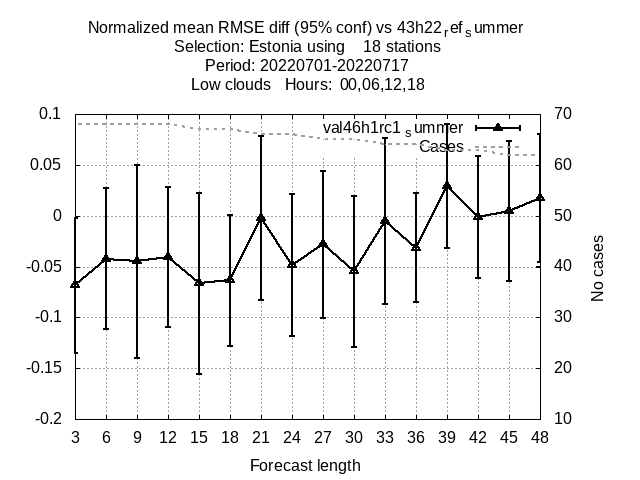 Normalized mean RMSE diff (95% conf) vs 43h22refsummer
Selection: Estonia using 18 stations
Period: 20220701-20220717
Low clouds Hours: 00,06,12,18
0.1 70
val46h1rc1summer
Cases
0.05 60
0 50
-0.05 40
-0.1 30
-0.15 20
-0.2 10
No cases
3 6 9 12 15 18 21 24 27 30 33 36 39 42 45 48
Forecast length